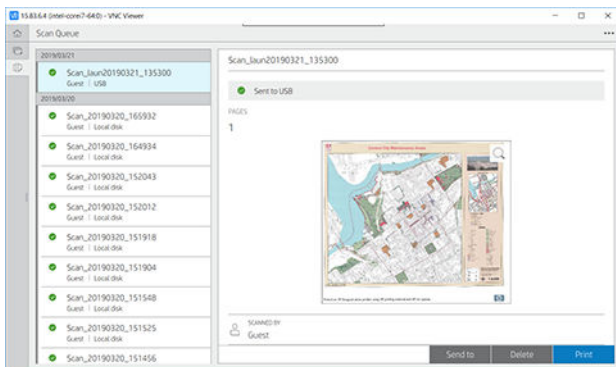 15.83.6.4 (intel-corei7-64:0) - VNC Viewer
Scan Queue
2019/03/21
Scan_Jaun20190321_135300
Guest | USB
2019/03/20
Scan_20190320_165932
Guest | Local disk
Scan_20190320_164934
Guest | Local disk
Scan_20190320_152043
Guest | Local disk
Scan_20190320_152012
Guest | Local disk
Scan_20190320_151918
Guest | Local disk
Scan_20190320_151904
Guest | Local disk
Scan_20190320_151548
Guest | Local disk
Scan_20190320_151525
Guest | Local disk
Scan_20190320_151456
Scan_Jaun20190321_135300
Sent to USB
PAGES
1
SCANNED BY
Guest
Send to
Delete
Print